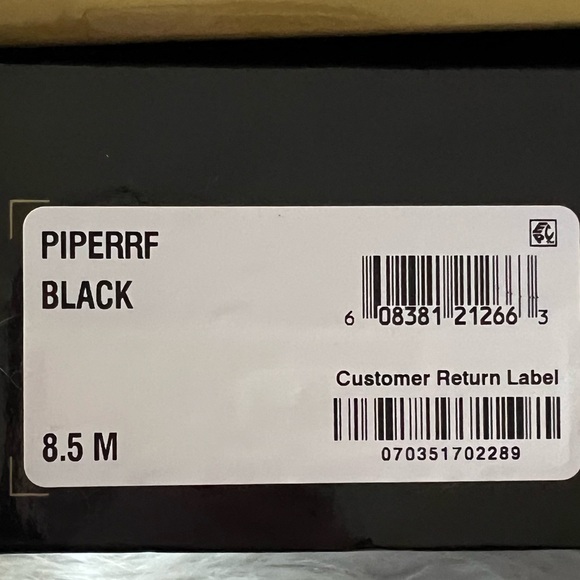 PIPERRF
BLACK
6 08381 21266 3
Customer Return Label
070351702289
8.5 M